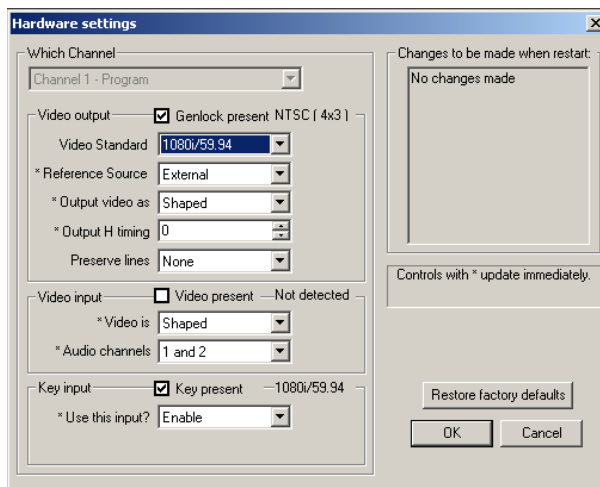 Hardware settings
Which Channel
Channel 1 - Program
Video output
Genlock present NTSC ( 4x3 )
Video Standard
1080i/59.94
* Reference Source
External
* Output video as
Shaped
* Output H timing
0
Preserve lines
None
Video input
Video present
Not detected
* Video is
Shaped
* Audio channels
1 and 2
Key input
Key present
1080i/59.94
* Use this input?
Enable
Changes to be made when restart:
No changes made
Controls with * update immediately.
Restore factory defaults
OK
Cancel